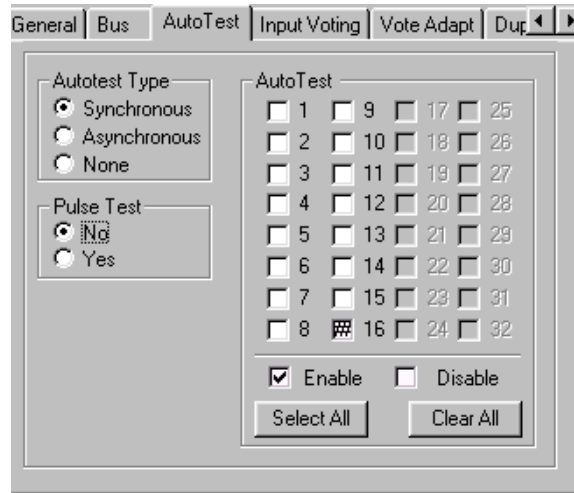 General Bus AutoTest Input Voting Vote Adapt Dup
Autotest Type
Synchronous
Asynchronous
None
Pulse Test
No
Yes
AutoTest
1 9 17 25
2 10 18 26
3 11 19 27
4 12 20 28
5 13 21 29
6 14 22 30
7 15 23 31
8 16 24 32
Enable Disable
Select All Clear All